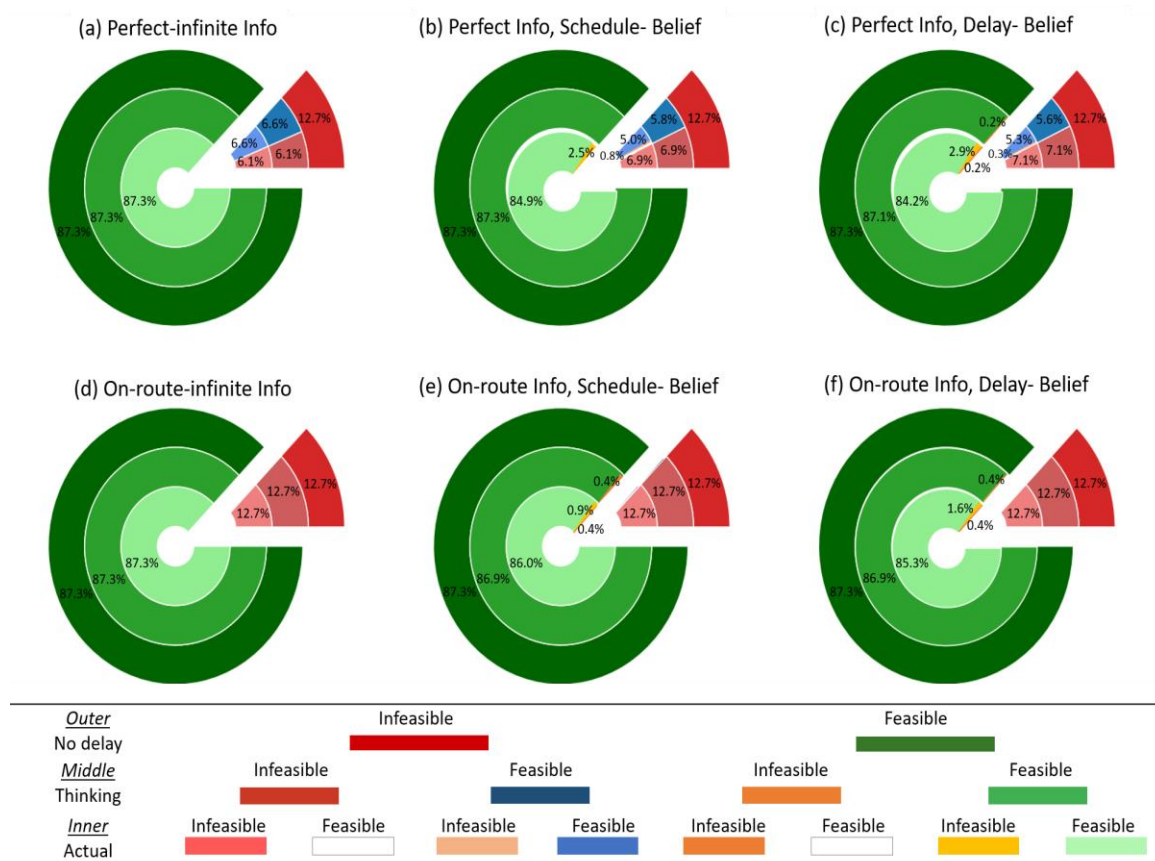 (a) Perfect-infinite Info
(b) Perfect Info, Schedule- Belief
(c) Perfect Info, Delay- Belief
6.6% 12.7%
6.6%
6.1% 6.1%
87.3%
87.3%
87.3%
5.8% 12.7%
2.5% 5.0%
0.8% 6.9% 6.9%
84.9%
87.3%
87.3%
0.2% 5.6% 12.7%
2.9% 5.3%
0.2% 0.3% 7.1% 7.1%
84.2%
87.1%
87.3%
(d) On-route-infinite Info
(e) On-route Info, Schedule- Belief
(f) On-route Info, Delay- Belief
12.7% 12.7% 12.7%
87.3%
87.3%
87.3%
0.4% 12.7% 12.7%
0.9% 12.7%
0.4%
86.0%
86.9%
87.3%
0.4% 12.7% 12.7%
1.6% 12.7%
0.4%
85.3%
86.9%
87.3%
Outer Infeasible Feasible
No delay
Middle Infeasible Feasible Infeasible Feasible
Thinking
Inner Infeasible Feasible Infeasible Feasible Infeasible Feasible Infeasible Feasible
Actual